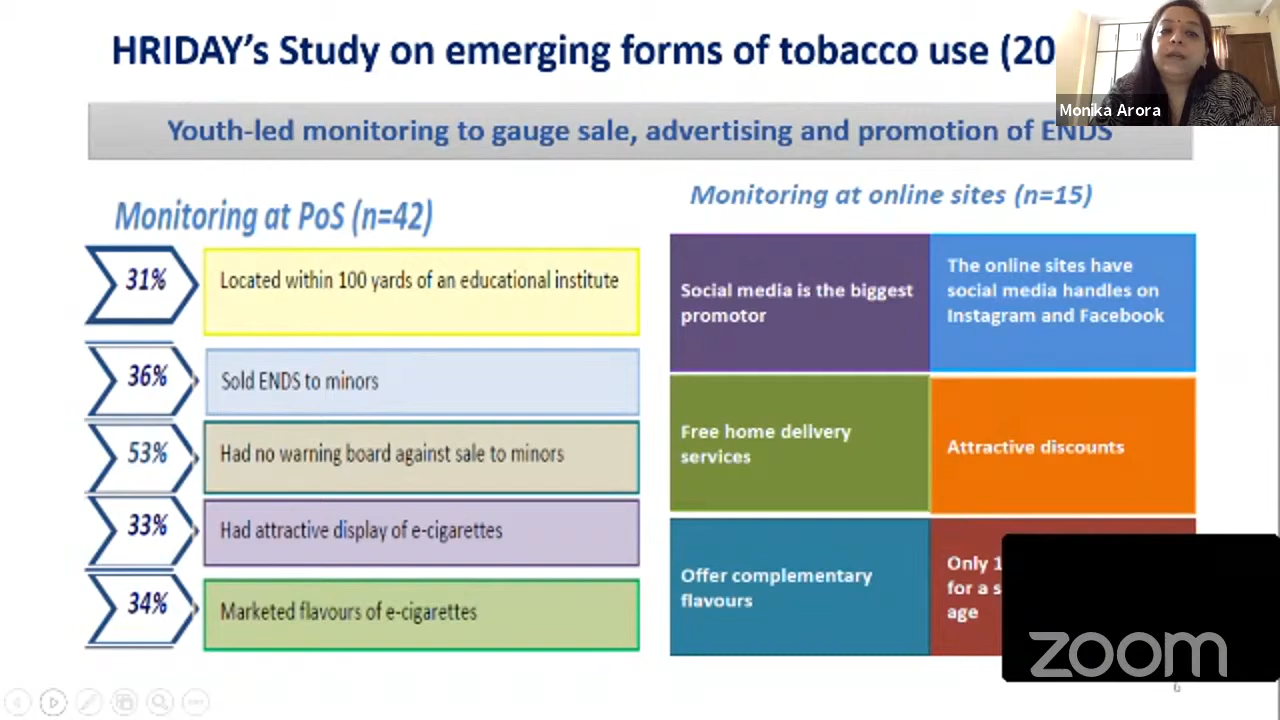 HRIDAY's Study on emerging forms of tobacco use (20
Monika Arora
Youth-led monitoring to gauge sale, advertising and promotion of ENDS
Monitoring at PoS (n=42)
31%
Located within 100 yards of an educational institute
36%
Sold ENDS to minors
53%
Had no warning board against sale to minors
33%
Had attractive display of e-cigarettes
34%
Marketed flavours of e-cigarettes
Monitoring at online sites (n=15)
Social media is the biggest
promotor
The online sites have
social media handles on
Instagram and Facebook
Free home delivery
services
Attractive discounts
Offer complementary
flavours
Only 1
for a s
age
zoom
6